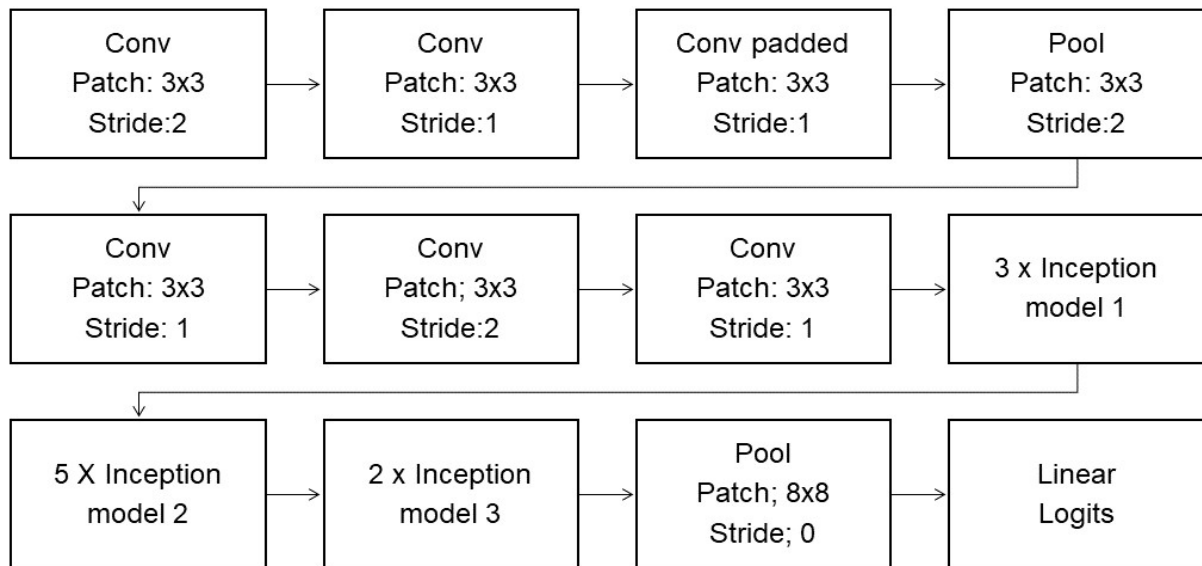 Conv
Patch: 3x3
Stride:2
Conv
Patch: 3x3
Stride:1
Conv padded
Patch: 3x3
Stride:1
Pool
Patch: 3x3
Stride:2
Conv
Patch: 3x3
Stride: 1
Conv
Patch; 3x3
Stride:2
Conv
Patch: 3x3
Stride: 1
3 x Inception
model 1
5 X Inception
model 2
2 x Inception
model 3
Pool
Patch; 8x8
Stride; 0
Linear
Logits